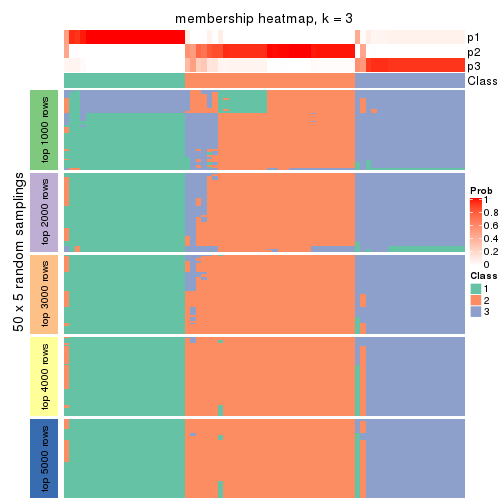 membership heatmap, k = 3
p1
p2
p3
Class
50 x 5 random samplings
top 1000 rows
top 2000 rows
top 3000 rows
top 4000 rows
top 5000 rows
Prob
1
0.8
0.6
0.4
0.2
0
Class
1
2
3